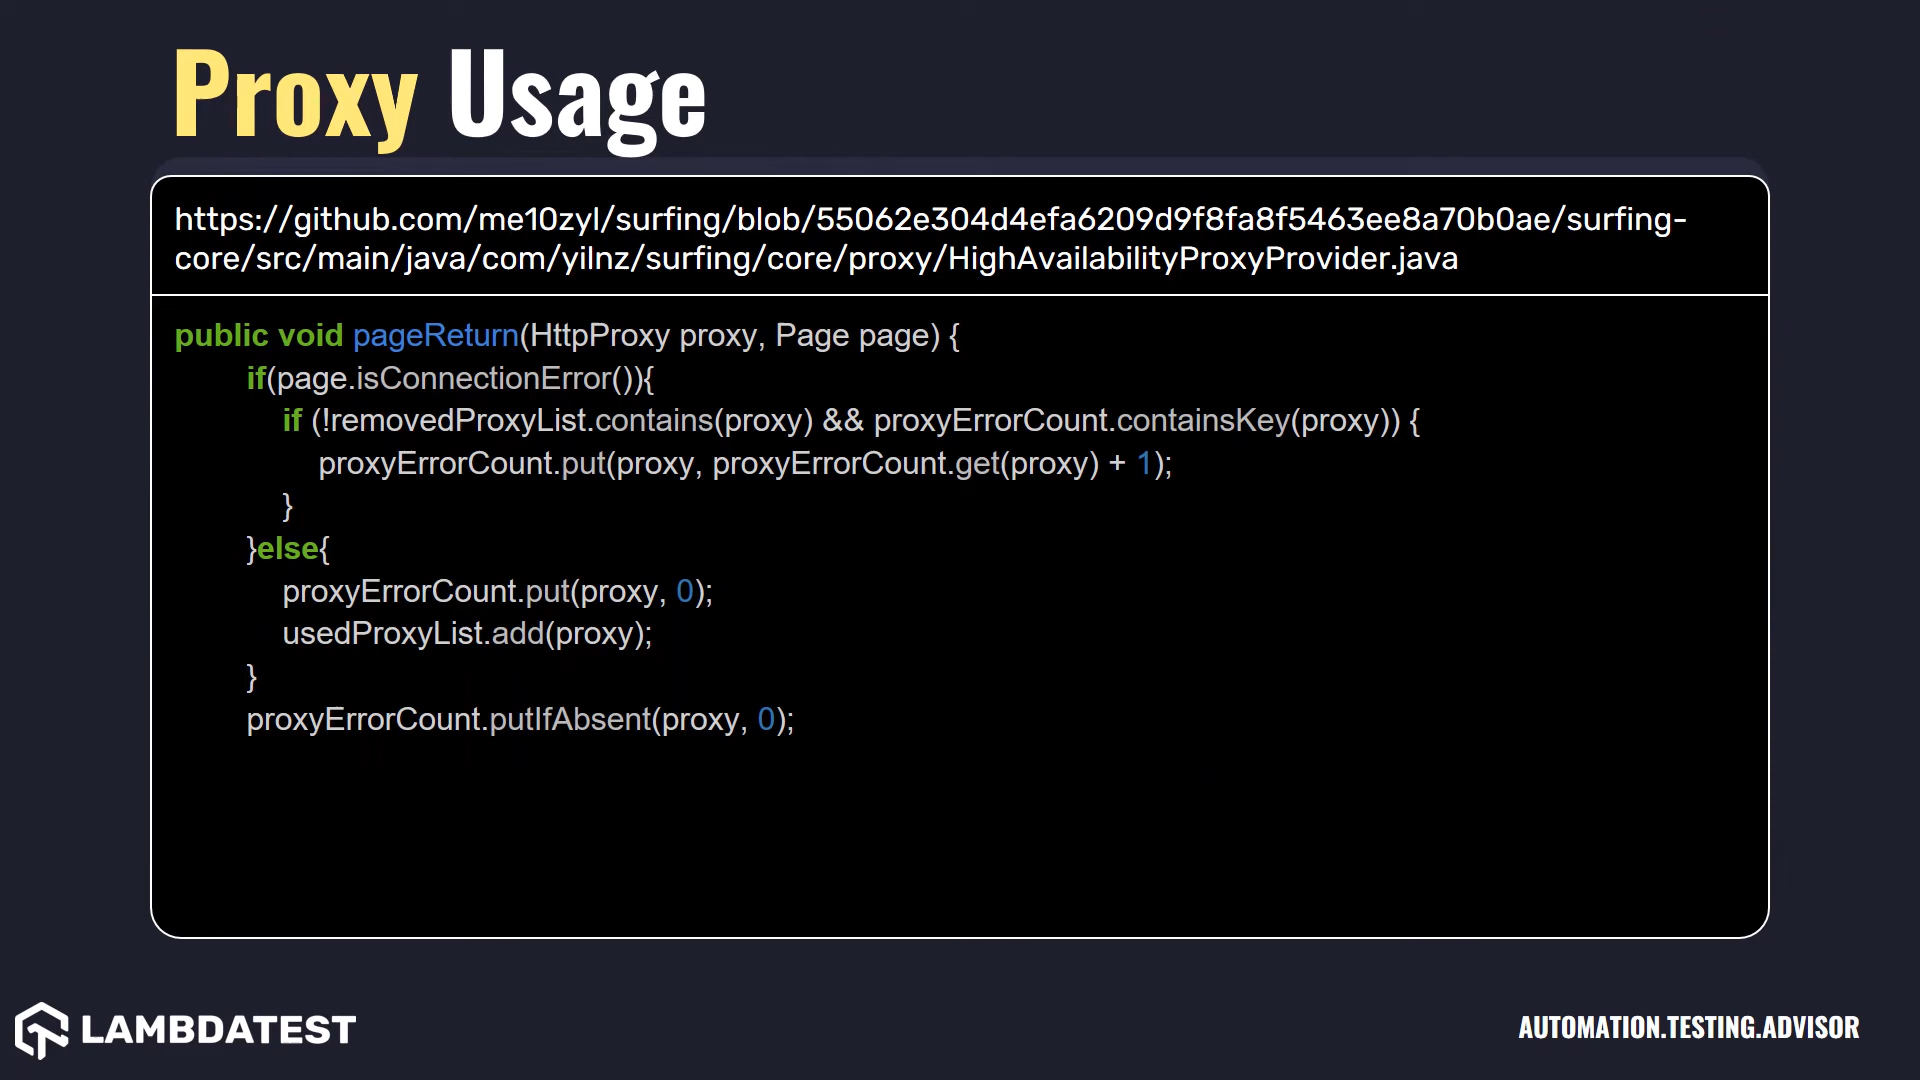 Proxy Usage
https://github.com/me10zyl/surfing/blob/55062e304d4efa6209d9f8fa8f5463ee8a70b0ae/surfing-
core/src/main/java/com/yilnz/surfing/core/proxy/HighAvailabilityProxyProvider.java
public void pageReturn(HttpProxy proxy, Page page) {
if(page.isConnectionError()){
if (!removedProxyList.contains(proxy) && proxyErrorCount.containsKey(proxy)) {
proxyErrorCount.put(proxy, proxyErrorCount.get(proxy) + 1);
}
}else{
proxyErrorCount.put(proxy, 0);
usedProxyList.add(proxy);
}
proxyErrorCount.putIfAbsent(proxy, 0);
LAMBDATEST
AUTOMATION.TESTING.ADVISOR